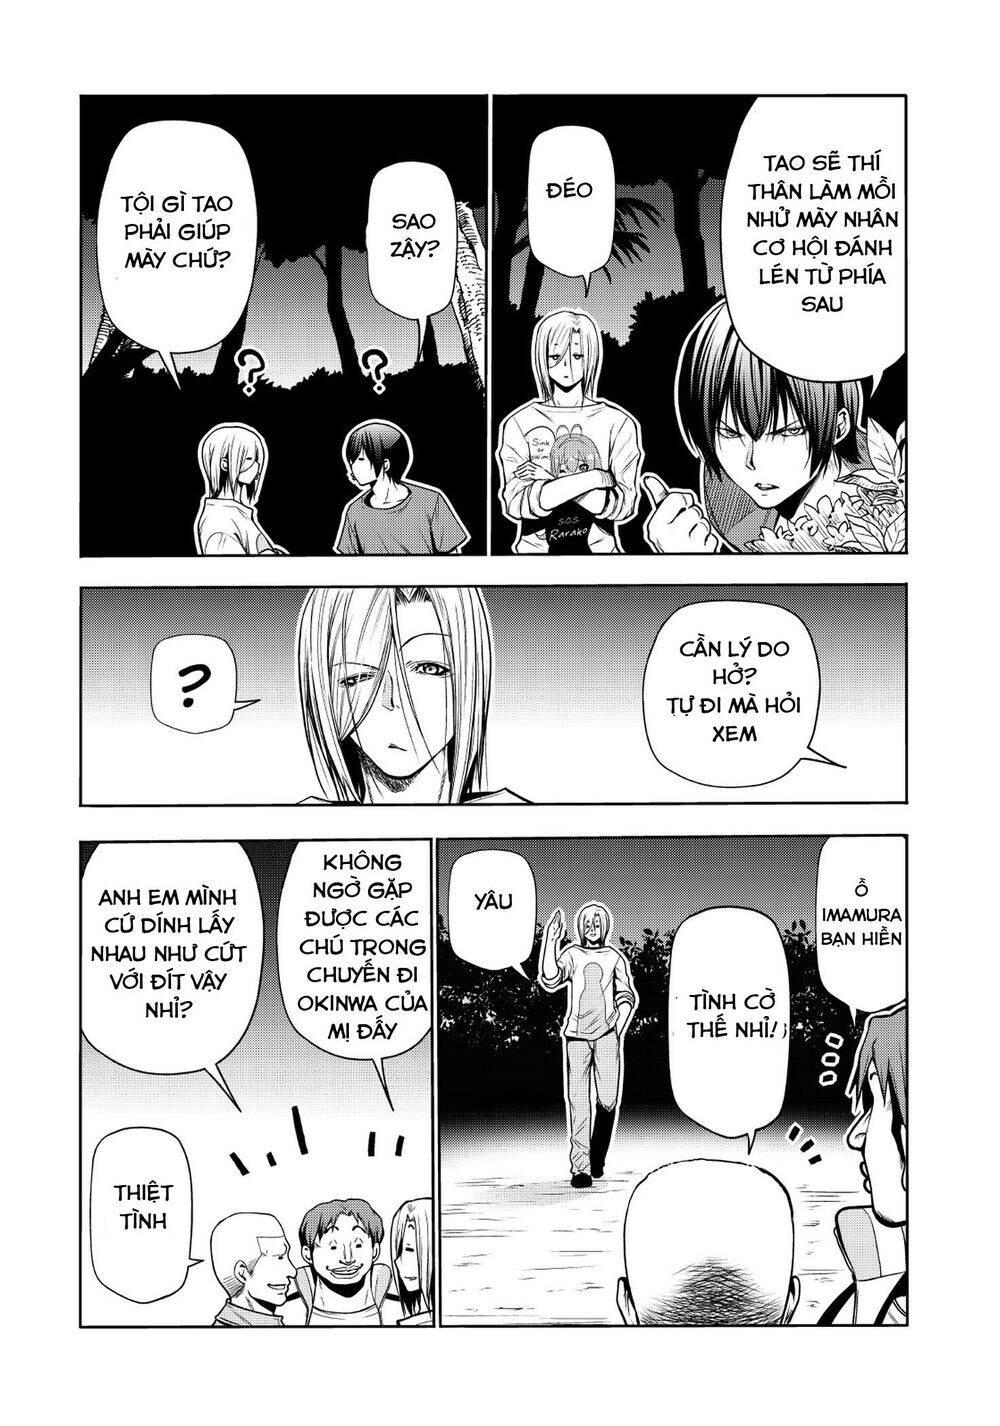 TAO SẼ THÍ
THÂN LÀM MỒI
NHỬ MÀY NHÂN
CƠ HỘI ĐÁNH
LÉN TỪ PHÍA
SAU
ĐÉO
Sink
or
swim
S.O.S.
Rarako
SAO
ZẬY?
TỘI GÌ TAO
PHẢI GIÚP
MÀY CHỨ?
?
?
CẦN LÝ DO
HỞ?
TỰ ĐI MÀ HỎI
XEM
?
Ồ
IMAMURA
BẠN HIỀN
TÌNH CỜ
THẾ NHỈ!
YÂU
KHÔNG
NGỜ GẶP
ĐƯỢC CÁC
CHÚ TRONG
CHUYẾN ĐI
OKINWA CỦA
MỊ ĐẤY
ANH EM MÌNH
CỨ DÍNH LẤY
NHAU NHƯ CỨT
VỚI ĐÍT VẬY
NHỈ?
THIỆT
TÌNH